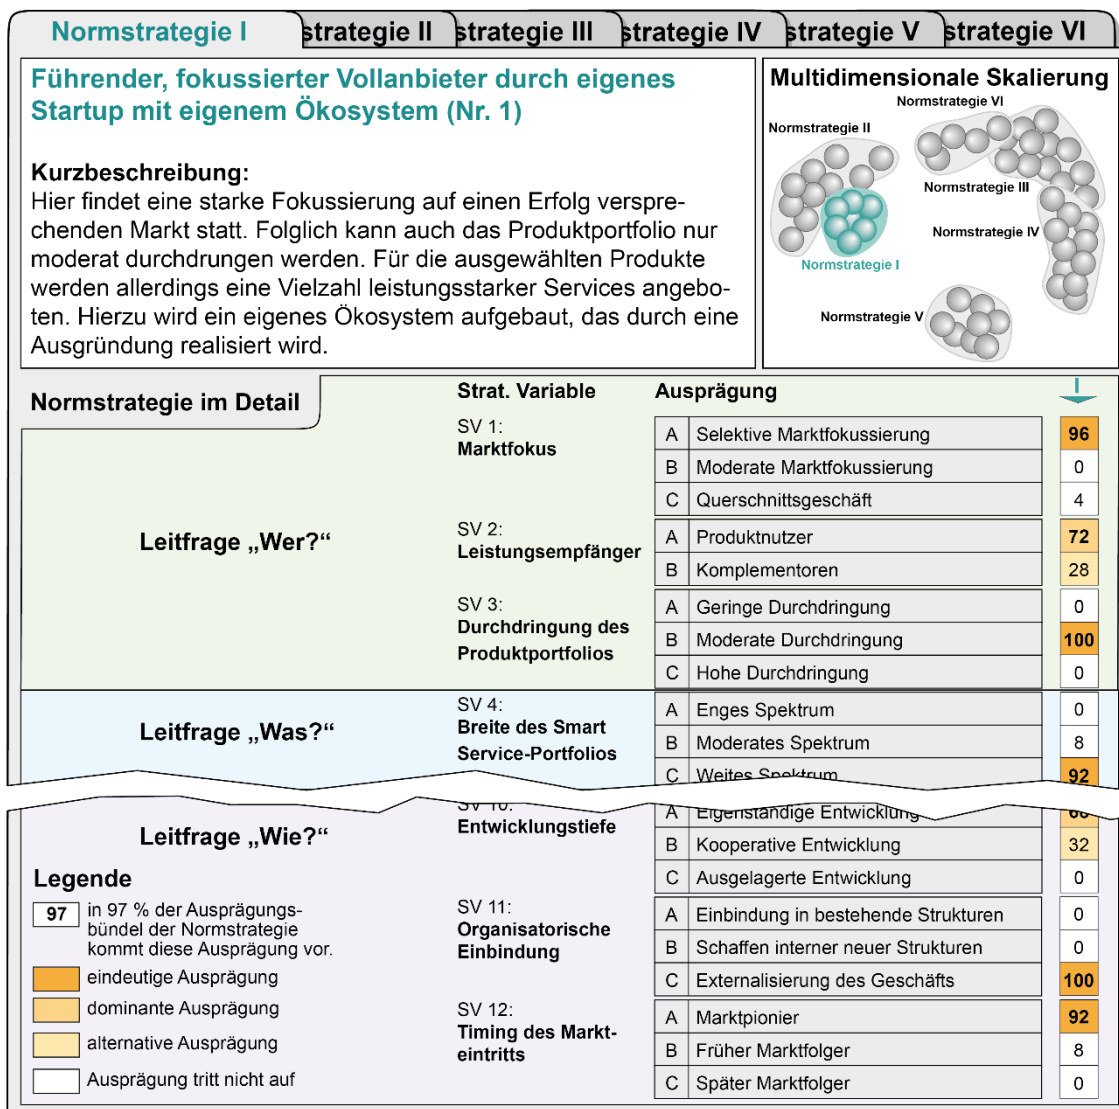 Normstrategie I
strategie II
strategie III
strategie IV
strategie V
strategie VI
Führender, fokussierter Vollanbieter durch eigenes
Startup mit eigenem Ökosystem (Nr. 1)
Kurzbeschreibung:
Hier findet eine starke Fokussierung auf einen Erfolg verspre-
chenden Markt statt. Folglich kann auch das Produktportfolio nur
moderat durchdrungen werden. Für die ausgewählten Produkte
werden allerdings eine Vielzahl leistungsstarker Services angebo-
ten. Hierzu wird ein eigenes Ökosystem aufgebaut, das durch eine
Ausgründung realisiert wird.
Multidimensionale Skalierung
Normstrategie VI
Normstrategie II
Normstrategie III
Normstrategie IV
Normstrategie I
Normstrategie V
Normstrategie im Detail
Strat. Variable
Ausprägung
I
Leitfrage „Wer?“
SV 1:
Marktfokus
A Selektive Marktfokussierung 96
B Moderate Marktfokussierung 0
C Querschnittsgeschäft 4
SV 2:
Leistungsempfänger
A Produktnutzer 72
B Komplementoren 28
SV 3:
Durchdringung des
Produktportfolios
A Geringe Durchdringung 0
B Moderate Durchdringung 100
C Hohe Durchdringung 0
Leitfrage „Was?“
SV 4:
Breite des Smart
Service-Portfolios
A Enges Spektrum 0
B Moderates Spektrum 8
C Weites Spektrum 92
Leitfrage „Wie?“
SV 10:
Entwicklungstiefe
A Eigenständige Entwicklung
B Kooperative Entwicklung 32
C Ausgelagerte Entwicklung 0
SV 11:
Organisatorische
Einbindung
A Einbindung in bestehende Strukturen 0
B Schaffen interner neuer Strukturen 0
C Externalisierung des Geschäfts 100
SV 12:
Timing des Markt-
eintritts
A Marktpionier 92
B Früher Marktfolger 8
C Später Marktfolger 0
Legende
97
in 97 % der Ausprägungs-
bündel der Normstrategie
kommt diese Ausprägung vor.
eindeutige Ausprägung
dominante Ausprägung
alternative Ausprägung
Ausprägung tritt nicht auf